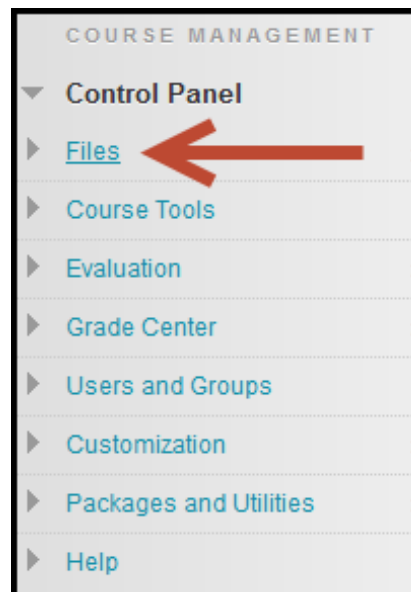 COURSE MANAGEMENT
Control Panel
Files
Course Tools
Evaluation
Grade Center
Users and Groups
Customization
Packages and Utilities
Help